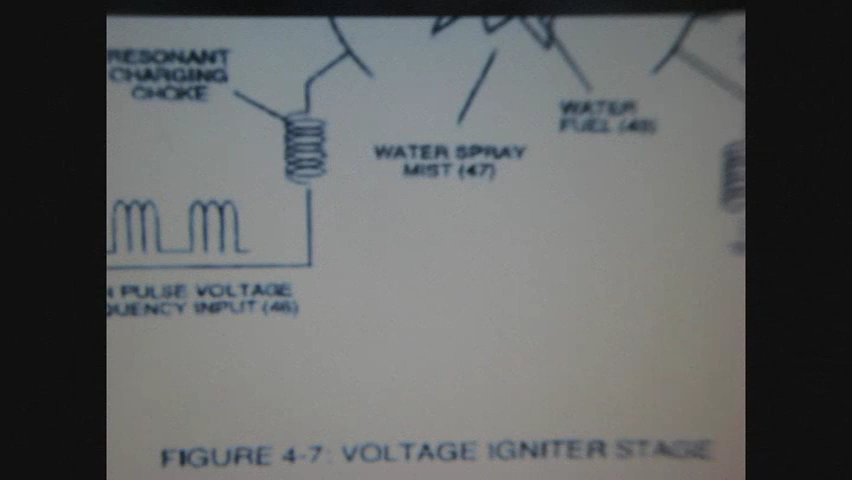 RESONANT
CHARGING
CHOKE
WATER
FUEL (48)
WATER SPRAY
MIST (47)
PULSE VOLTAGE
QUENCY INPUT (46)
FIGURE 4-7: VOLTAGE IGNITER STAGE